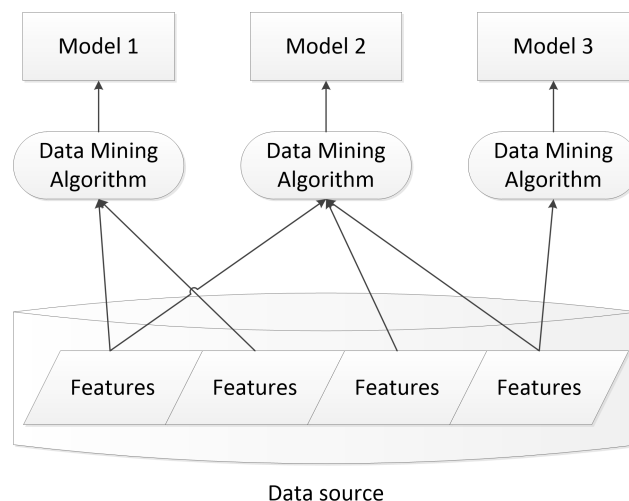 Model 1
Model 2
Model 3
Data Mining
Algorithm
Data Mining
Algorithm
Data Mining
Algorithm
Features
Features
Features
Features
Data source